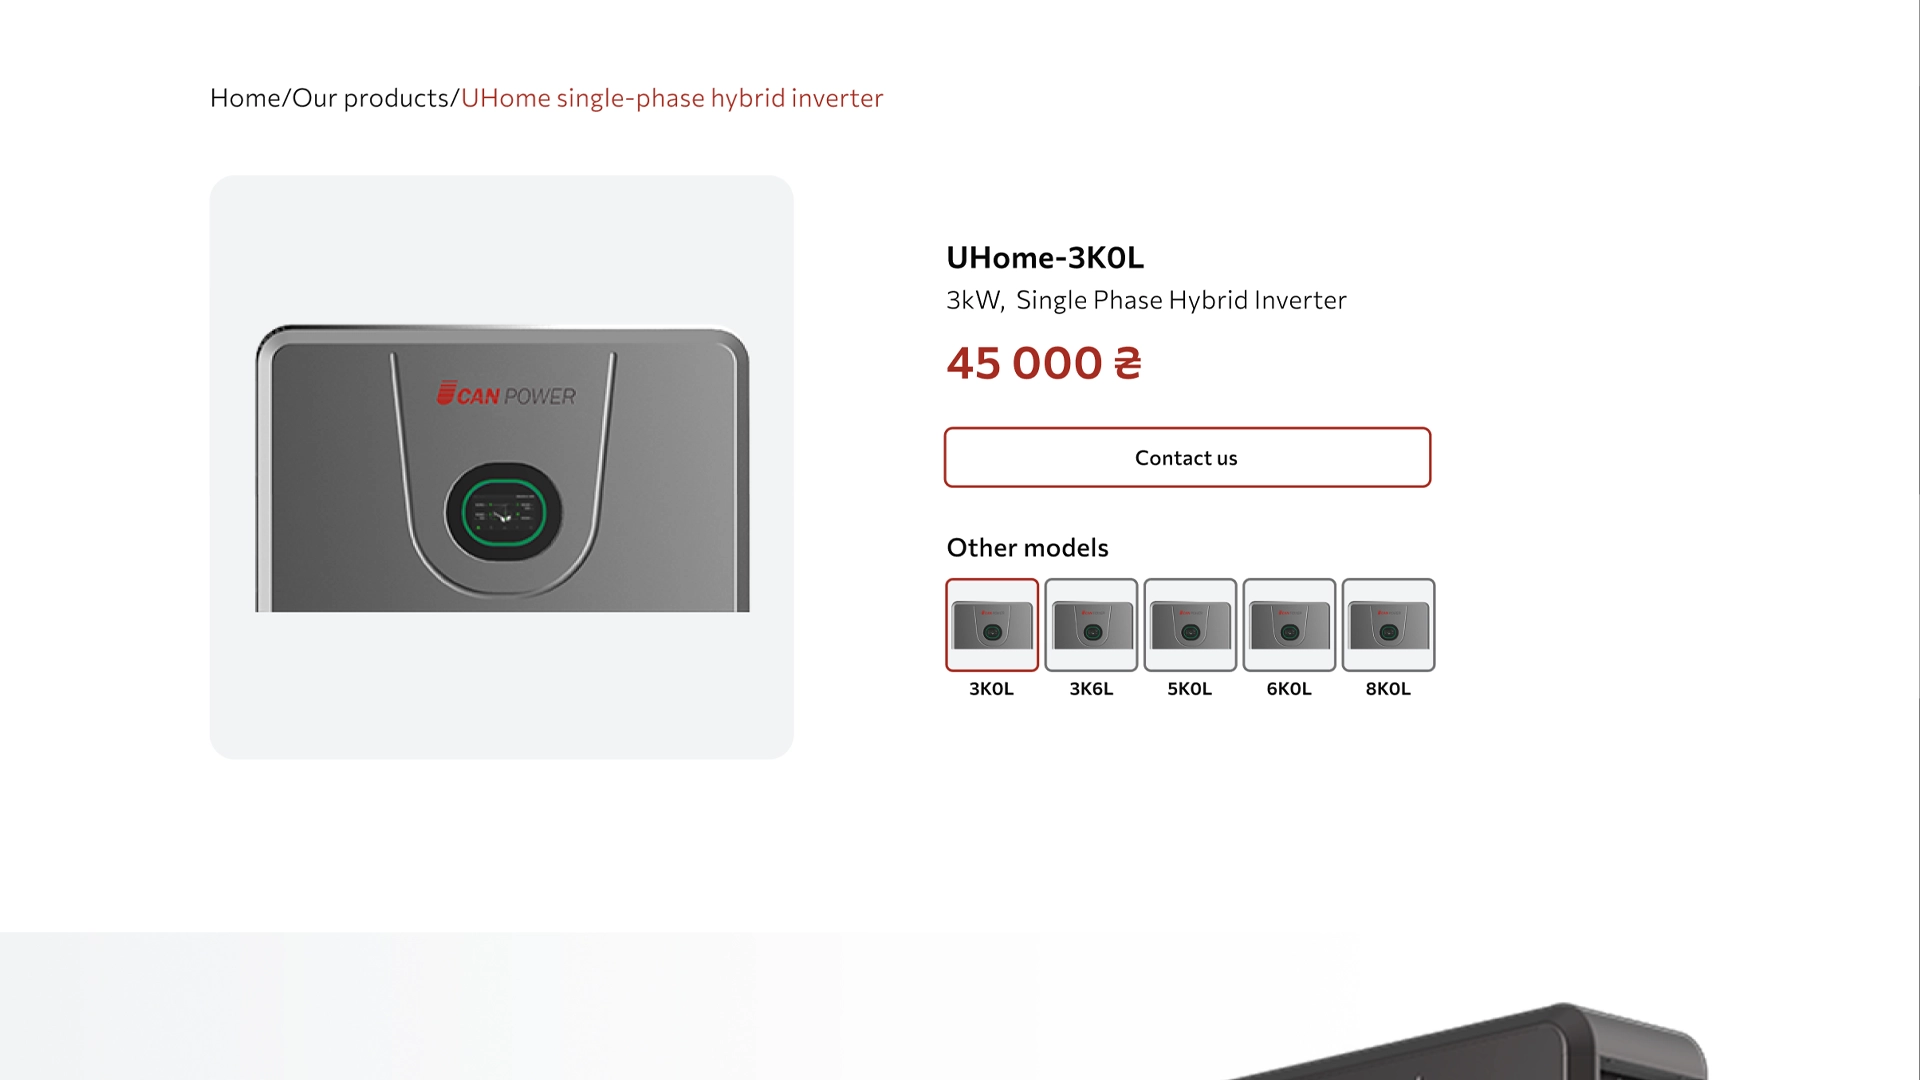 Home/Our products/UHome single-phase hybrid inverter
UCAN POWER
UHome-3K0L
3kW, Single Phase Hybrid Inverter
45 000 ₴
Contact us
Other models
3K0L
3K6L
5K0L
6K0L
8K0L